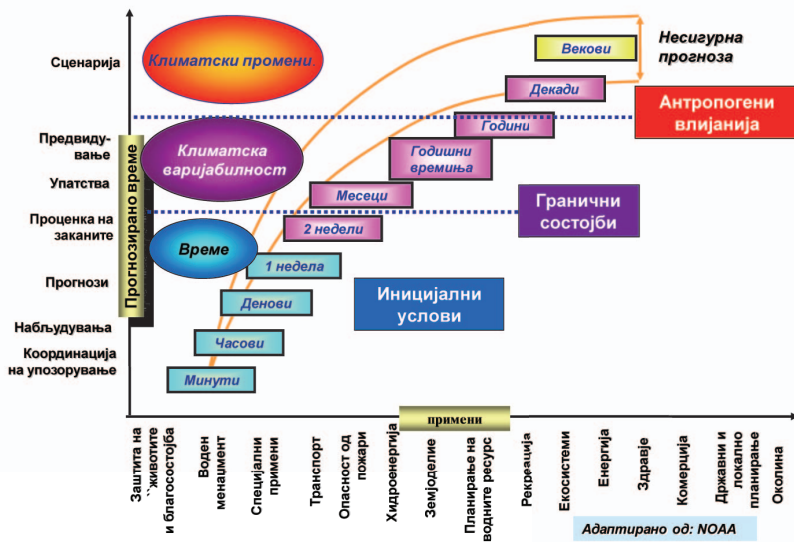 Сценарија
Предвиду-
вање
Упатства
Проценка на
заканите
Прогнози
Набљудувања
Координација
на упозорување
Прогнозирано време
Климатски промени
Климатска
варијабилност
Време
Векови
Декади
Години
Годишни
времиња
Месеци
2 недели
1 недела
Денови
Часови
Минути
Несигурна
прогноза
Антропогени
влијанија
Гранични
состојби
Иницијални
услови
примени
Заштита на
``животите
и благосостојба
Воден
менаџмент
Специјални
примени
Транспорт
Опасност од
пожари
Хидроенергија
Земјоделие
Планирање на
водните ресурс
Рекреација
Екосистеми
Енергија
Здравје
Комерција
Државни и
локално
планирање
Околина
Адаптирано од: NOAA